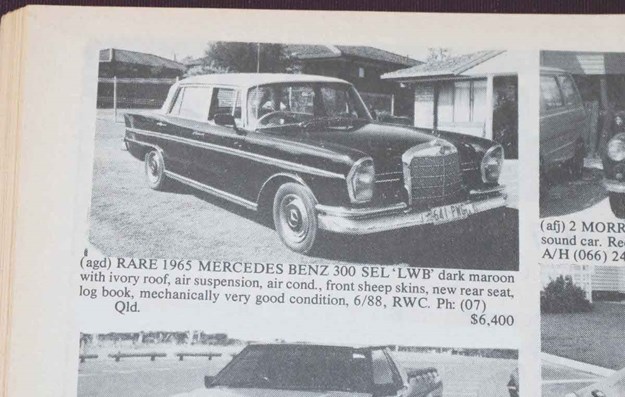 641 PWG
(agd) RARE 1965 MERCEDES BENZ 300 SEL 'LWB' dark maroon
with ivory roof, air suspension, air cond., front sheep skins, new rear seat,
log book, mechanically very good condition, 6/88, RWC. Ph: (07)
Qld. $6,400
(afj) 2 MORR
sound car. Re
A/H (066) 24